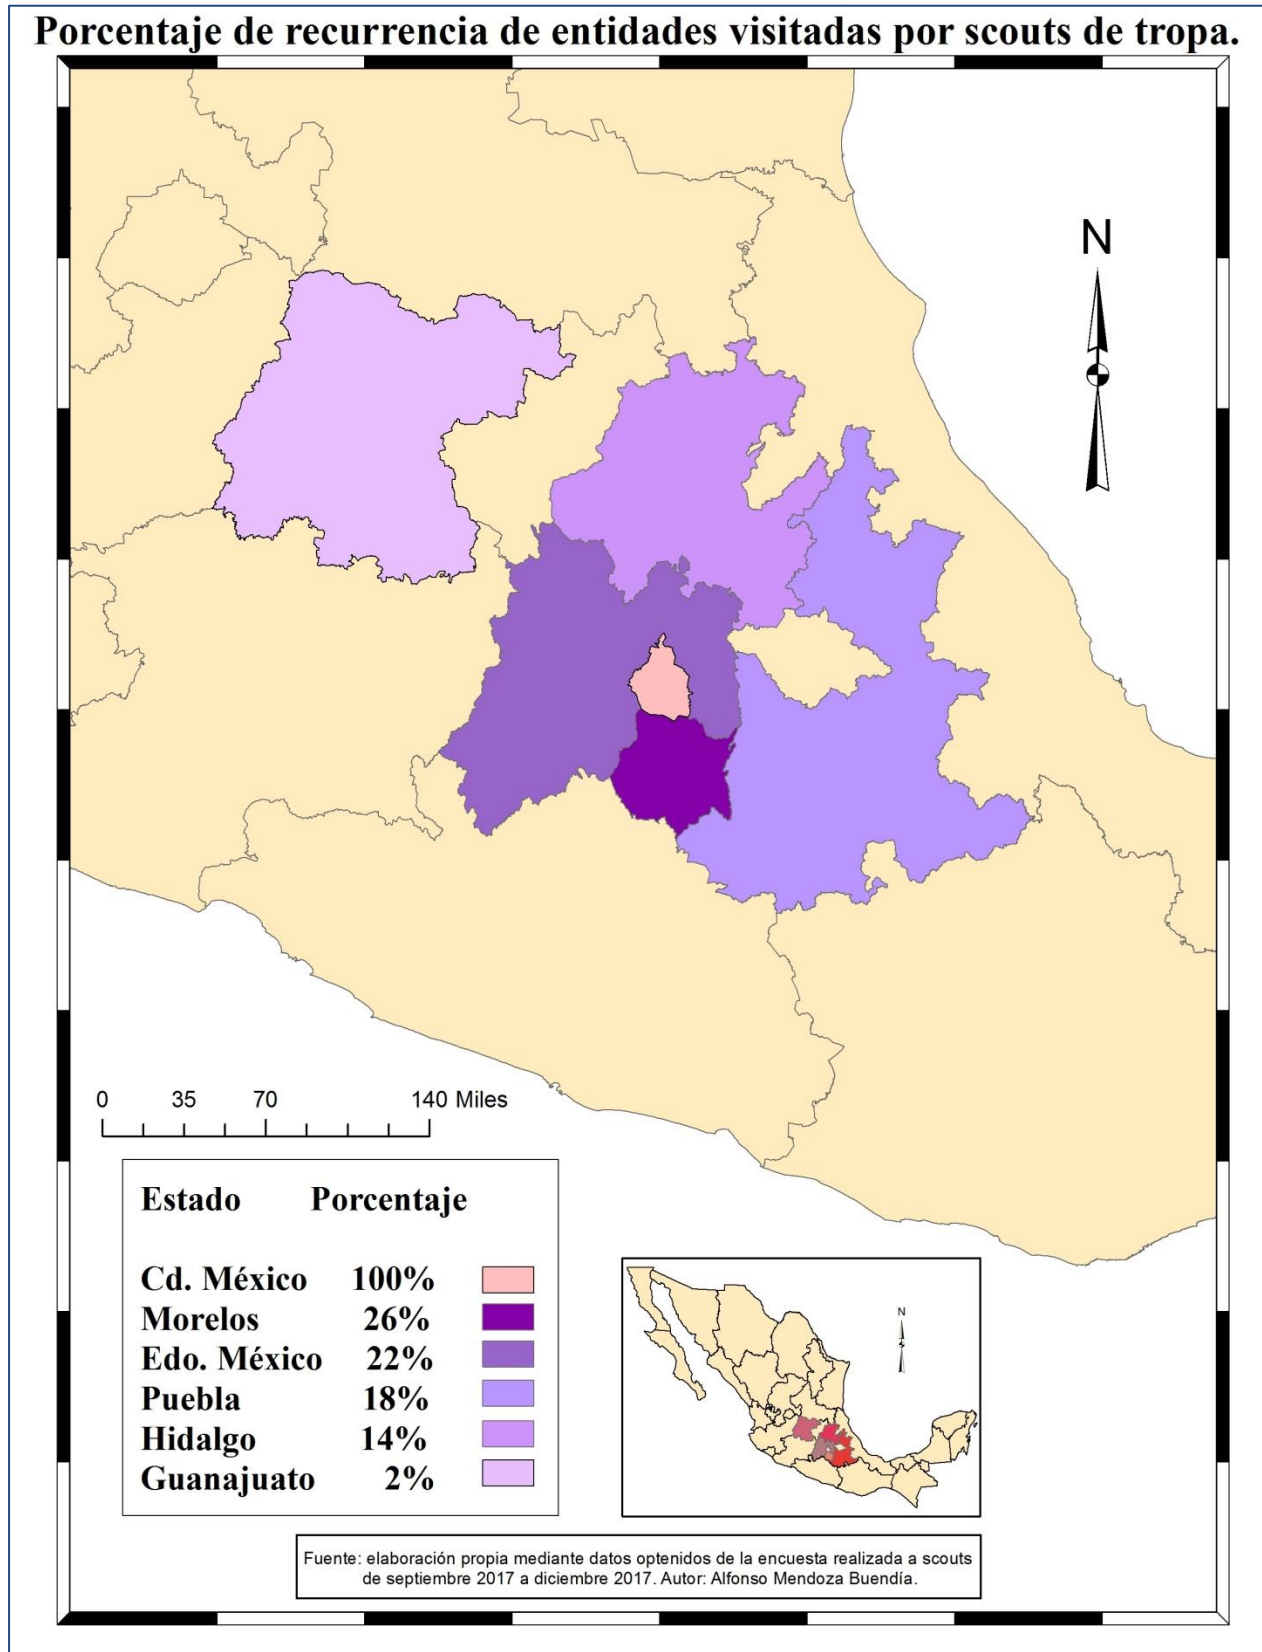 Porcentaje de recurrencia de entidades visitadas por scouts de tropa.
N
0 35 70 140 Miles
Estado Porcentaje
Cd. México 100%
Morelos 26%
Edo. México 22%
Puebla 18%
Hidalgo 14%
Guanajuato 2%
N
Fuente: elaboración propia mediante datos optenidos de la encuesta realizada a scouts
de septiembre 2017 a diciembre 2017. Autor: Alfonso Mendoza Buendía.